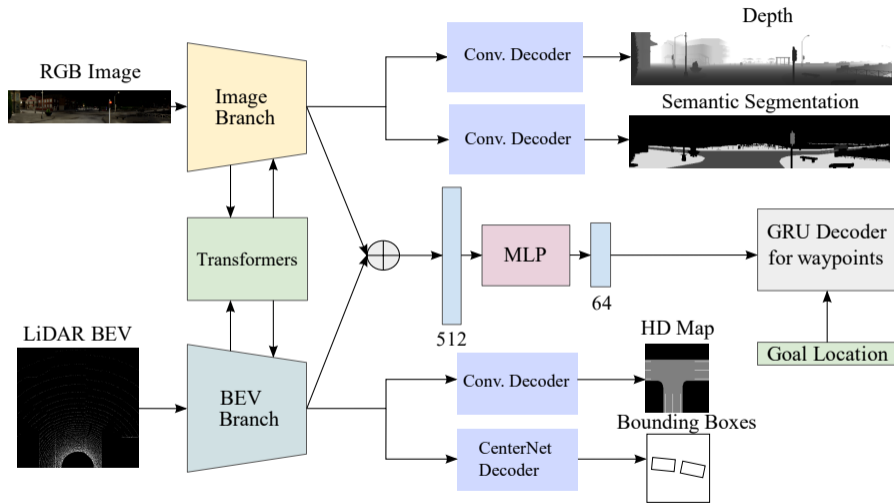 Depth
RGB Image
Image
Branch
Conv. Decoder
Semantic Segmentation
Conv. Decoder
Transformers
MLP
GRU Decoder
for waypoints
64
512
LiDAR BEV
HD Map
Goal Location
BEV
Branch
Conv. Decoder
Bounding Boxes
CenterNet
Decoder